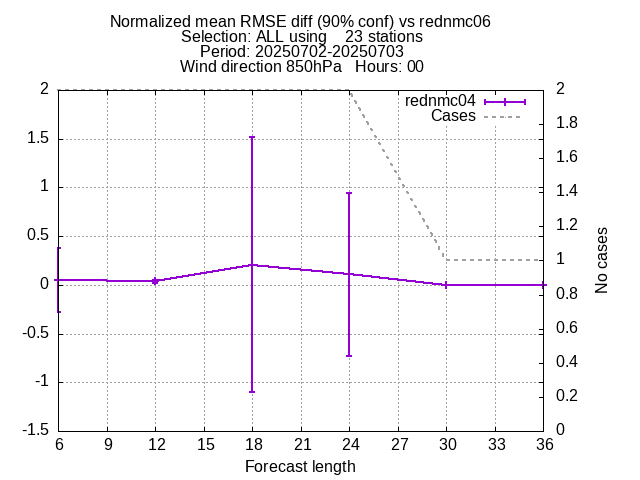 Normalized mean RMSE diff (90% conf) vs rednmc06
Selection: ALL using    23 stations
Period: 20250702-20250703
Wind direction 850hPa   Hours: 00
rednmc04
Cases
2
1.5
1
0.5
0
-0.5
-1
-1.5
2
1.8
1.6
1.4
1.2
1
0.8
0.6
0.4
0.2
0
No cases
6 9 12 15 18 21 24 27 30 33 36
Forecast length